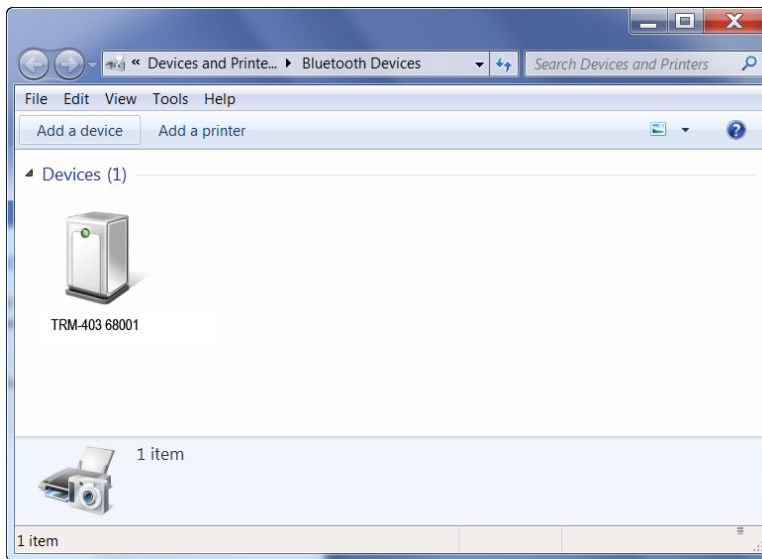 « Devices and Printe... Bluetooth Devices Search Devices and Printers
File Edit View Tools Help
Add a device Add a printer ?
Devices (1)
TRM-403 68001
1 item
1 item